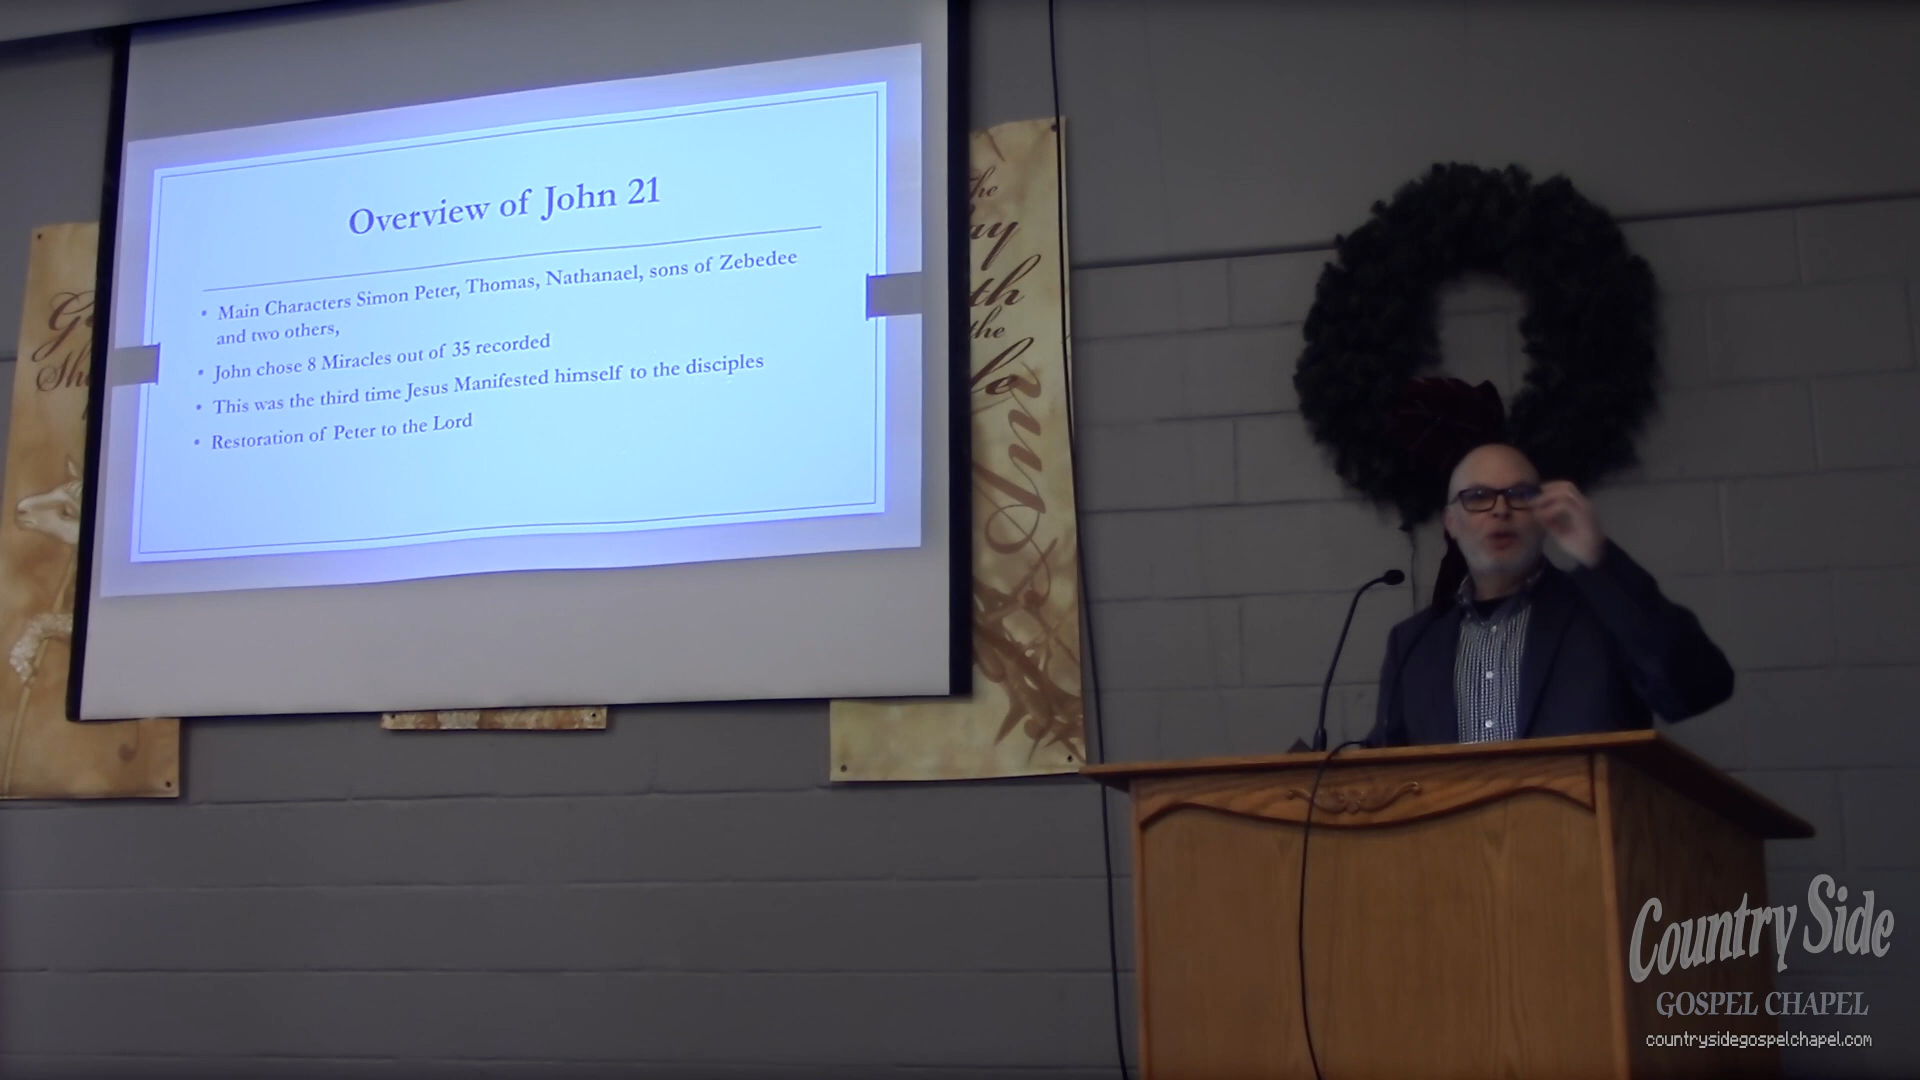 Overview of John 21
• Main Characters Simon Peter, Thomas, Nathanael, sons of Zebedee
and two others,
• John chose 8 Miracles out of 35 recorded
• This was the third time Jesus Manifested himself to the disciples
• Restoration of Peter to the Lord
the
Country Side
GOSPEL CHAPEL
countrysidegospelchapel.com